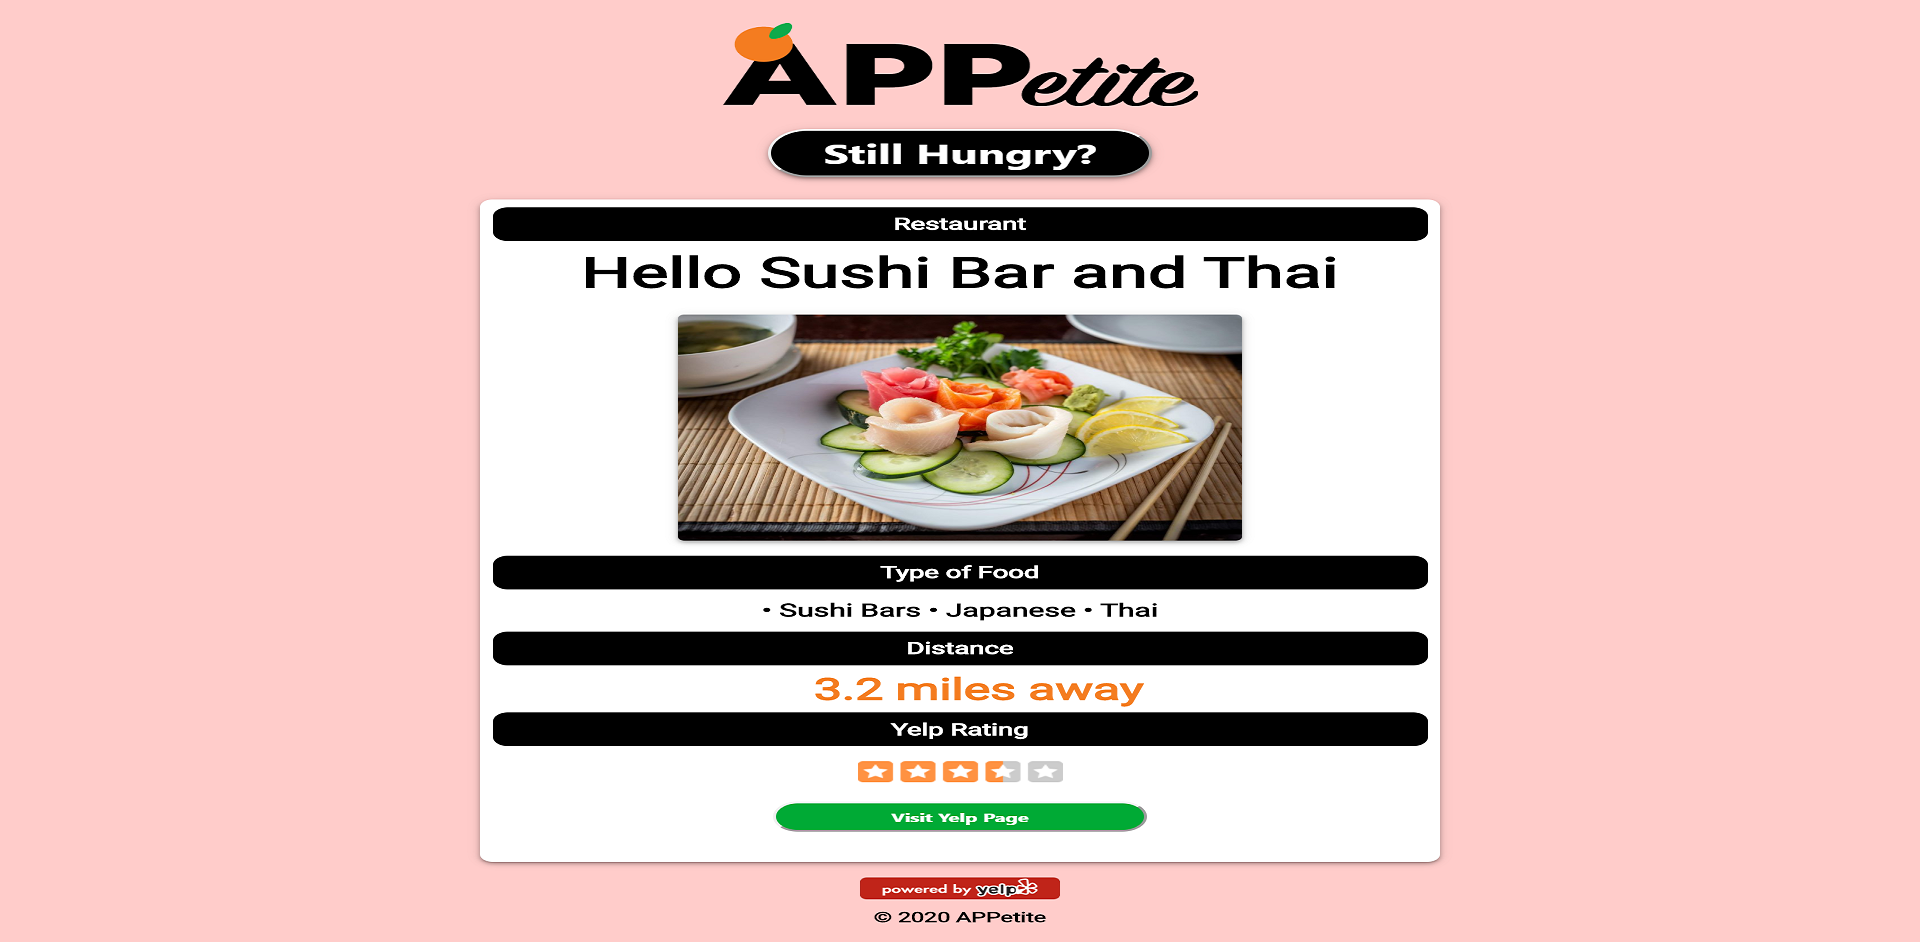 APPetite
Still Hungry?
Restaurant
Hello Sushi Bar and Thai
Type of Food
• Sushi Bars • Japanese • Thai
Distance
3.2 miles away
Yelp Rating
Visit Yelp Page
powered by yelp
© 2020 APPetite